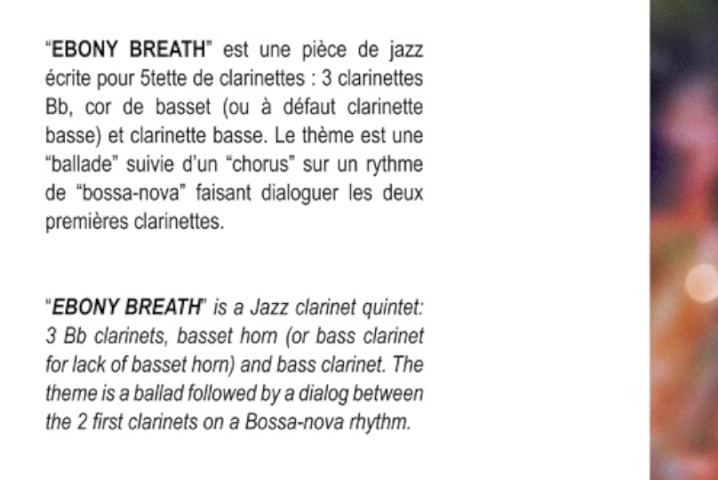 “EBONY BREATH” est une pièce de jazz
écrite pour 5tette de clarinettes : 3 clarinettes
Bb, cor de basset (ou à défaut clarinette
basse) et clarinette basse. Le thème est une
“ballade” suivie d’un “chorus” sur un rythme
de “bossa-nova” faisant dialoguer les deux
premières clarinettes.
“EBONY BREATH” is a Jazz clarinet quintet:
3 Bb clarinets, basset horn (or bass clarinet
for lack of basset horn) and bass clarinet. The
theme is a ballad followed by a dialog between
the 2 first clarinets on a Bossa-nova rhythm.